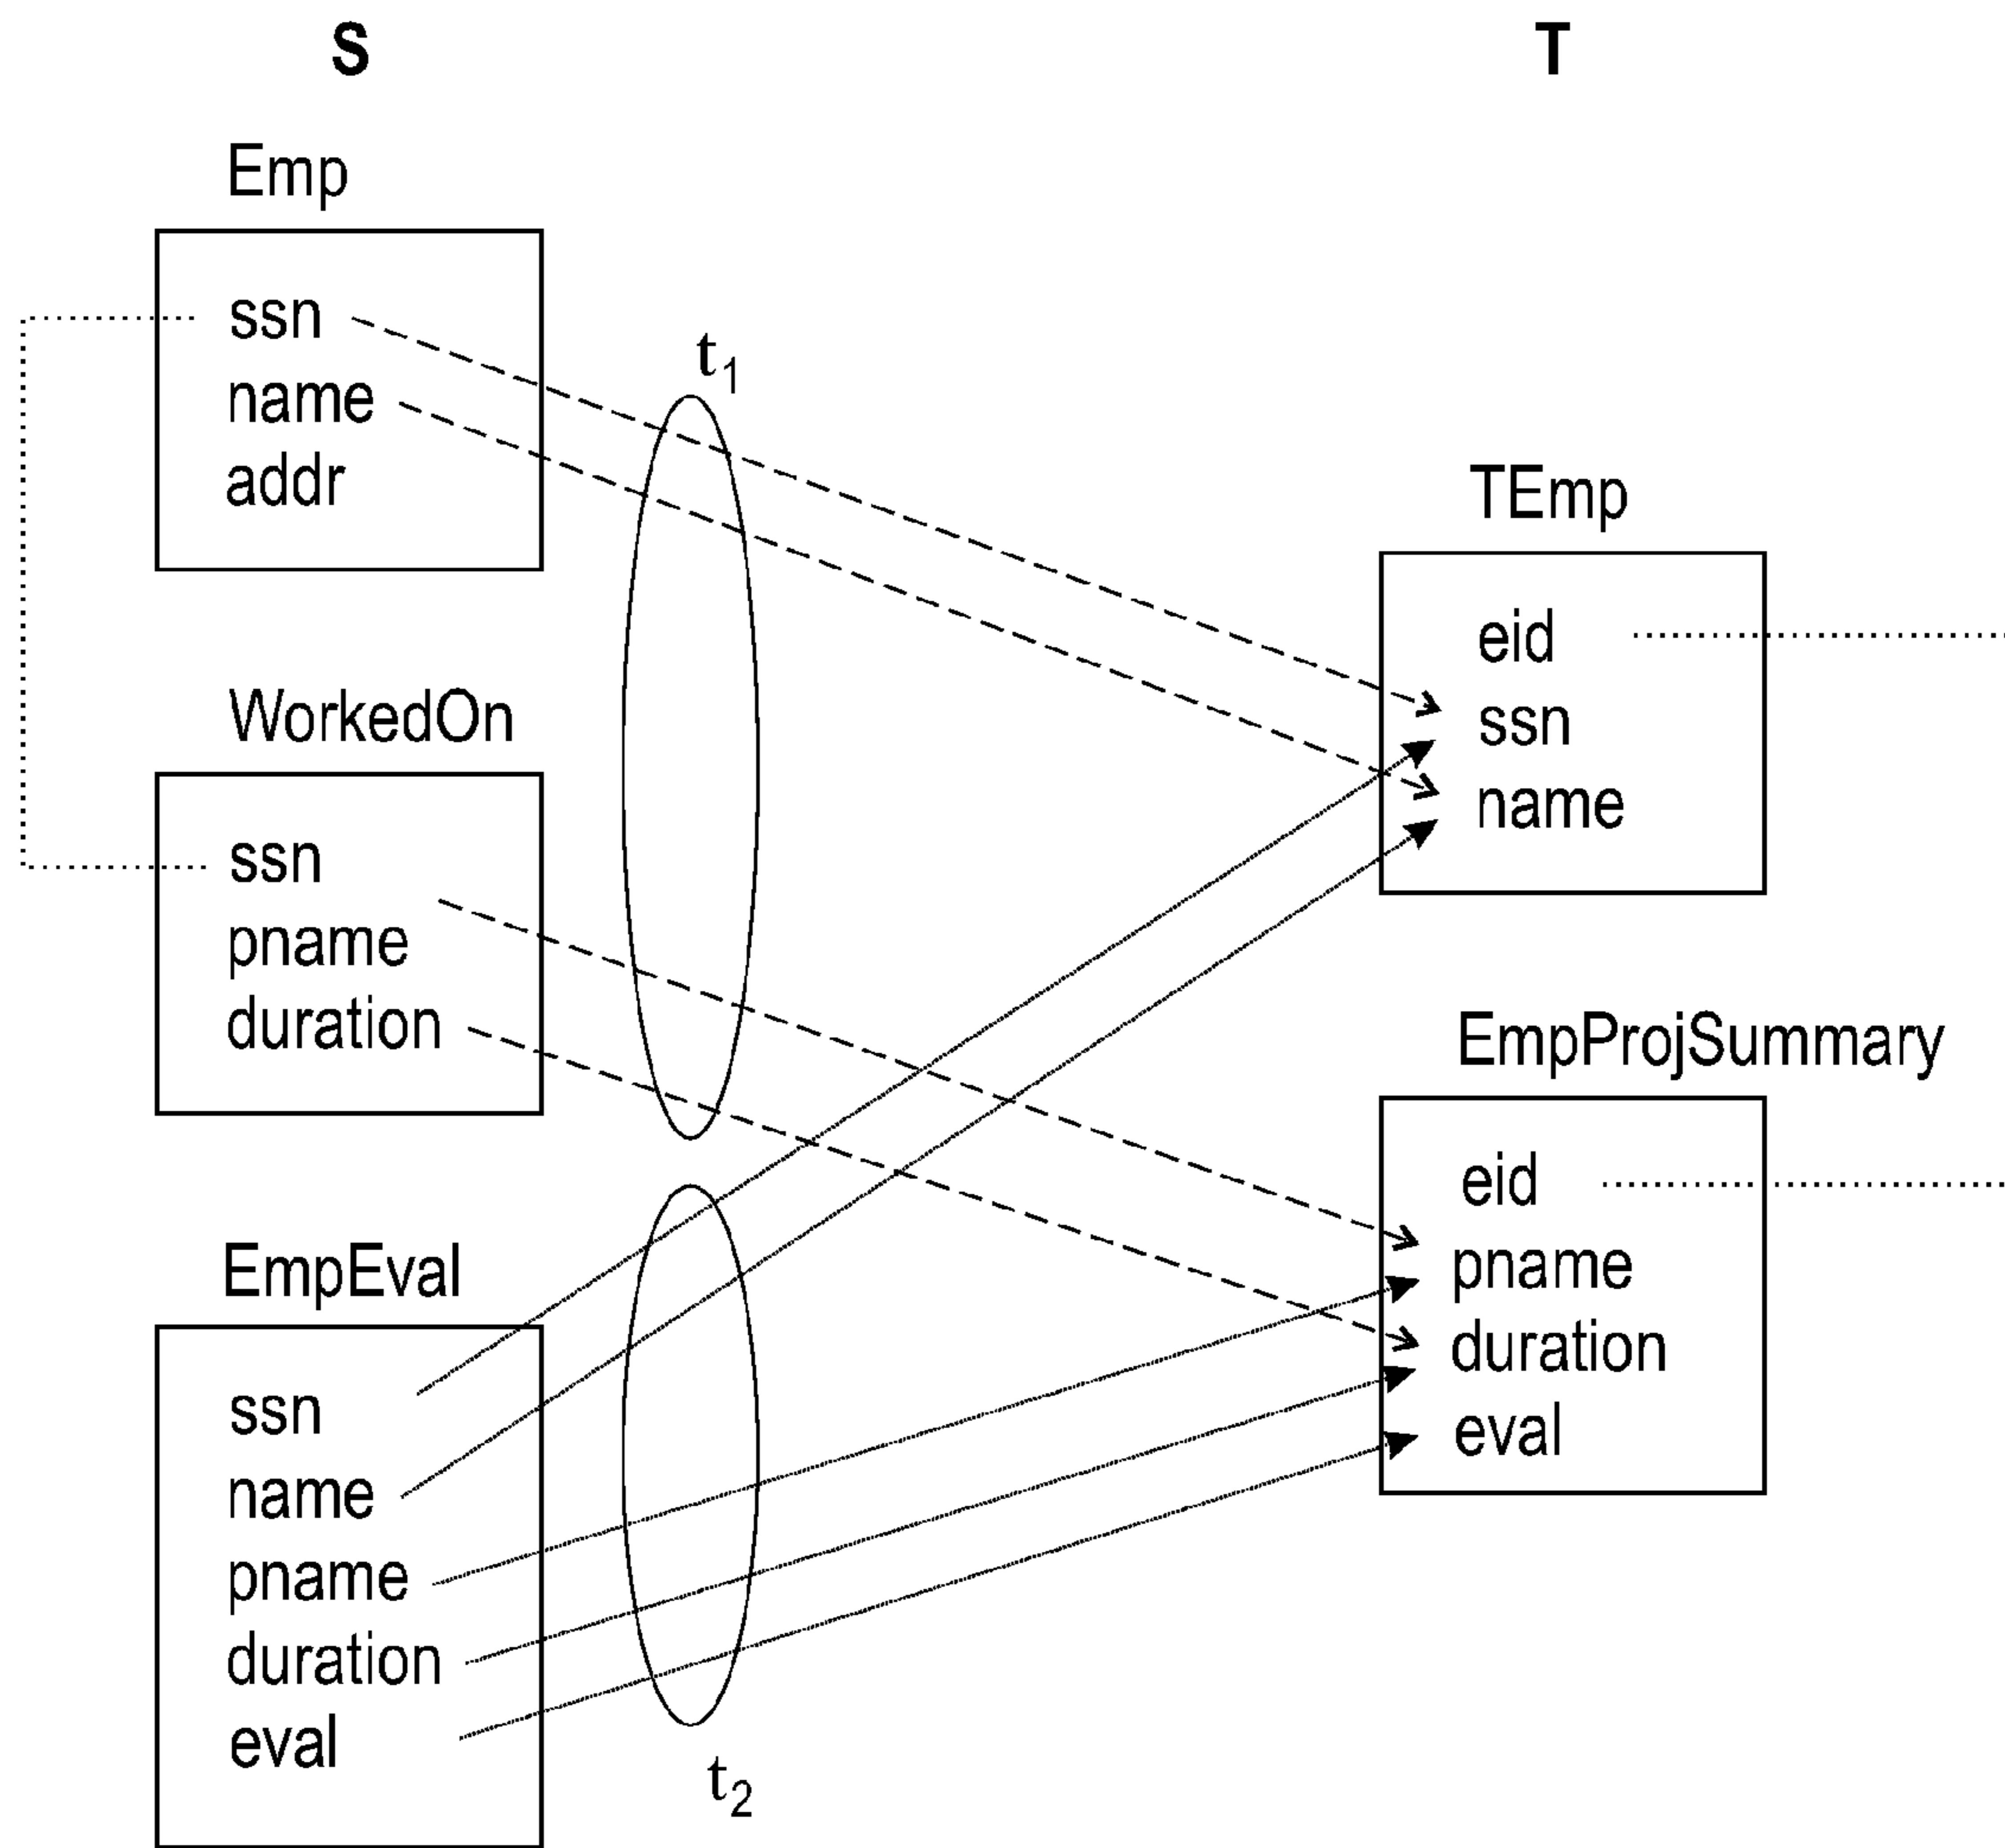 S
T
Emp
ssn
name
addr
t1
WorkedOn
ssn
pname
duration
EmpEval
ssn
name
pname
duration
eval
t2
TEmp
eid
ssn
name
EmpProjSummary
eid
pname
duration
eval